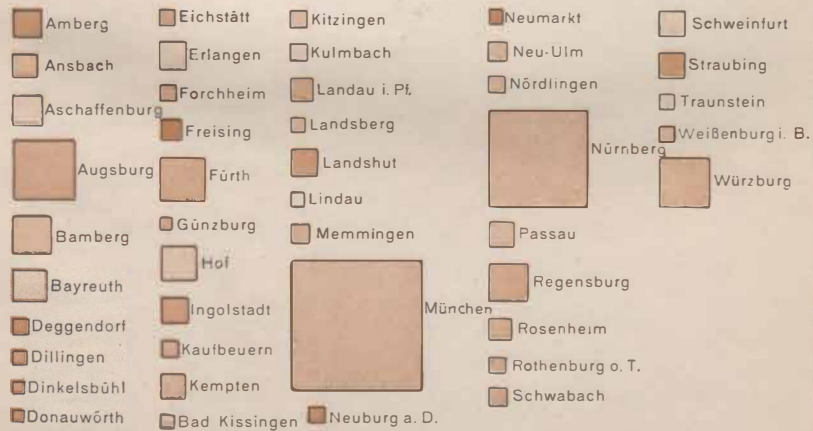 Amberg
Ansbach
Aschaffenburg
Augsburg
Bamberg
Bayreuth
Deggendorf
Dillingen
Dinkelsbühl
Donauwörth
Eichstätt
Erlangen
Forchheim
Freising
Fürth
Günzburg
Hof
Ingolstadt
Kaufbeuern
Kempten
Bad Kissingen
Kitzingen
Kulmbach
Landau i. Pf.
Landsberg
Landshut
Lindau
Memmingen
München
Neuburg a. D.
Neumarkt
Neu-Ulm
Nördlingen
Nürnberg
Passau
Regensburg
Rosenheim
Rothenburg o. T.
Schwabach
Schweinfurt
Straubing
Traunstein
Weißenburg i. B.
Würzburg